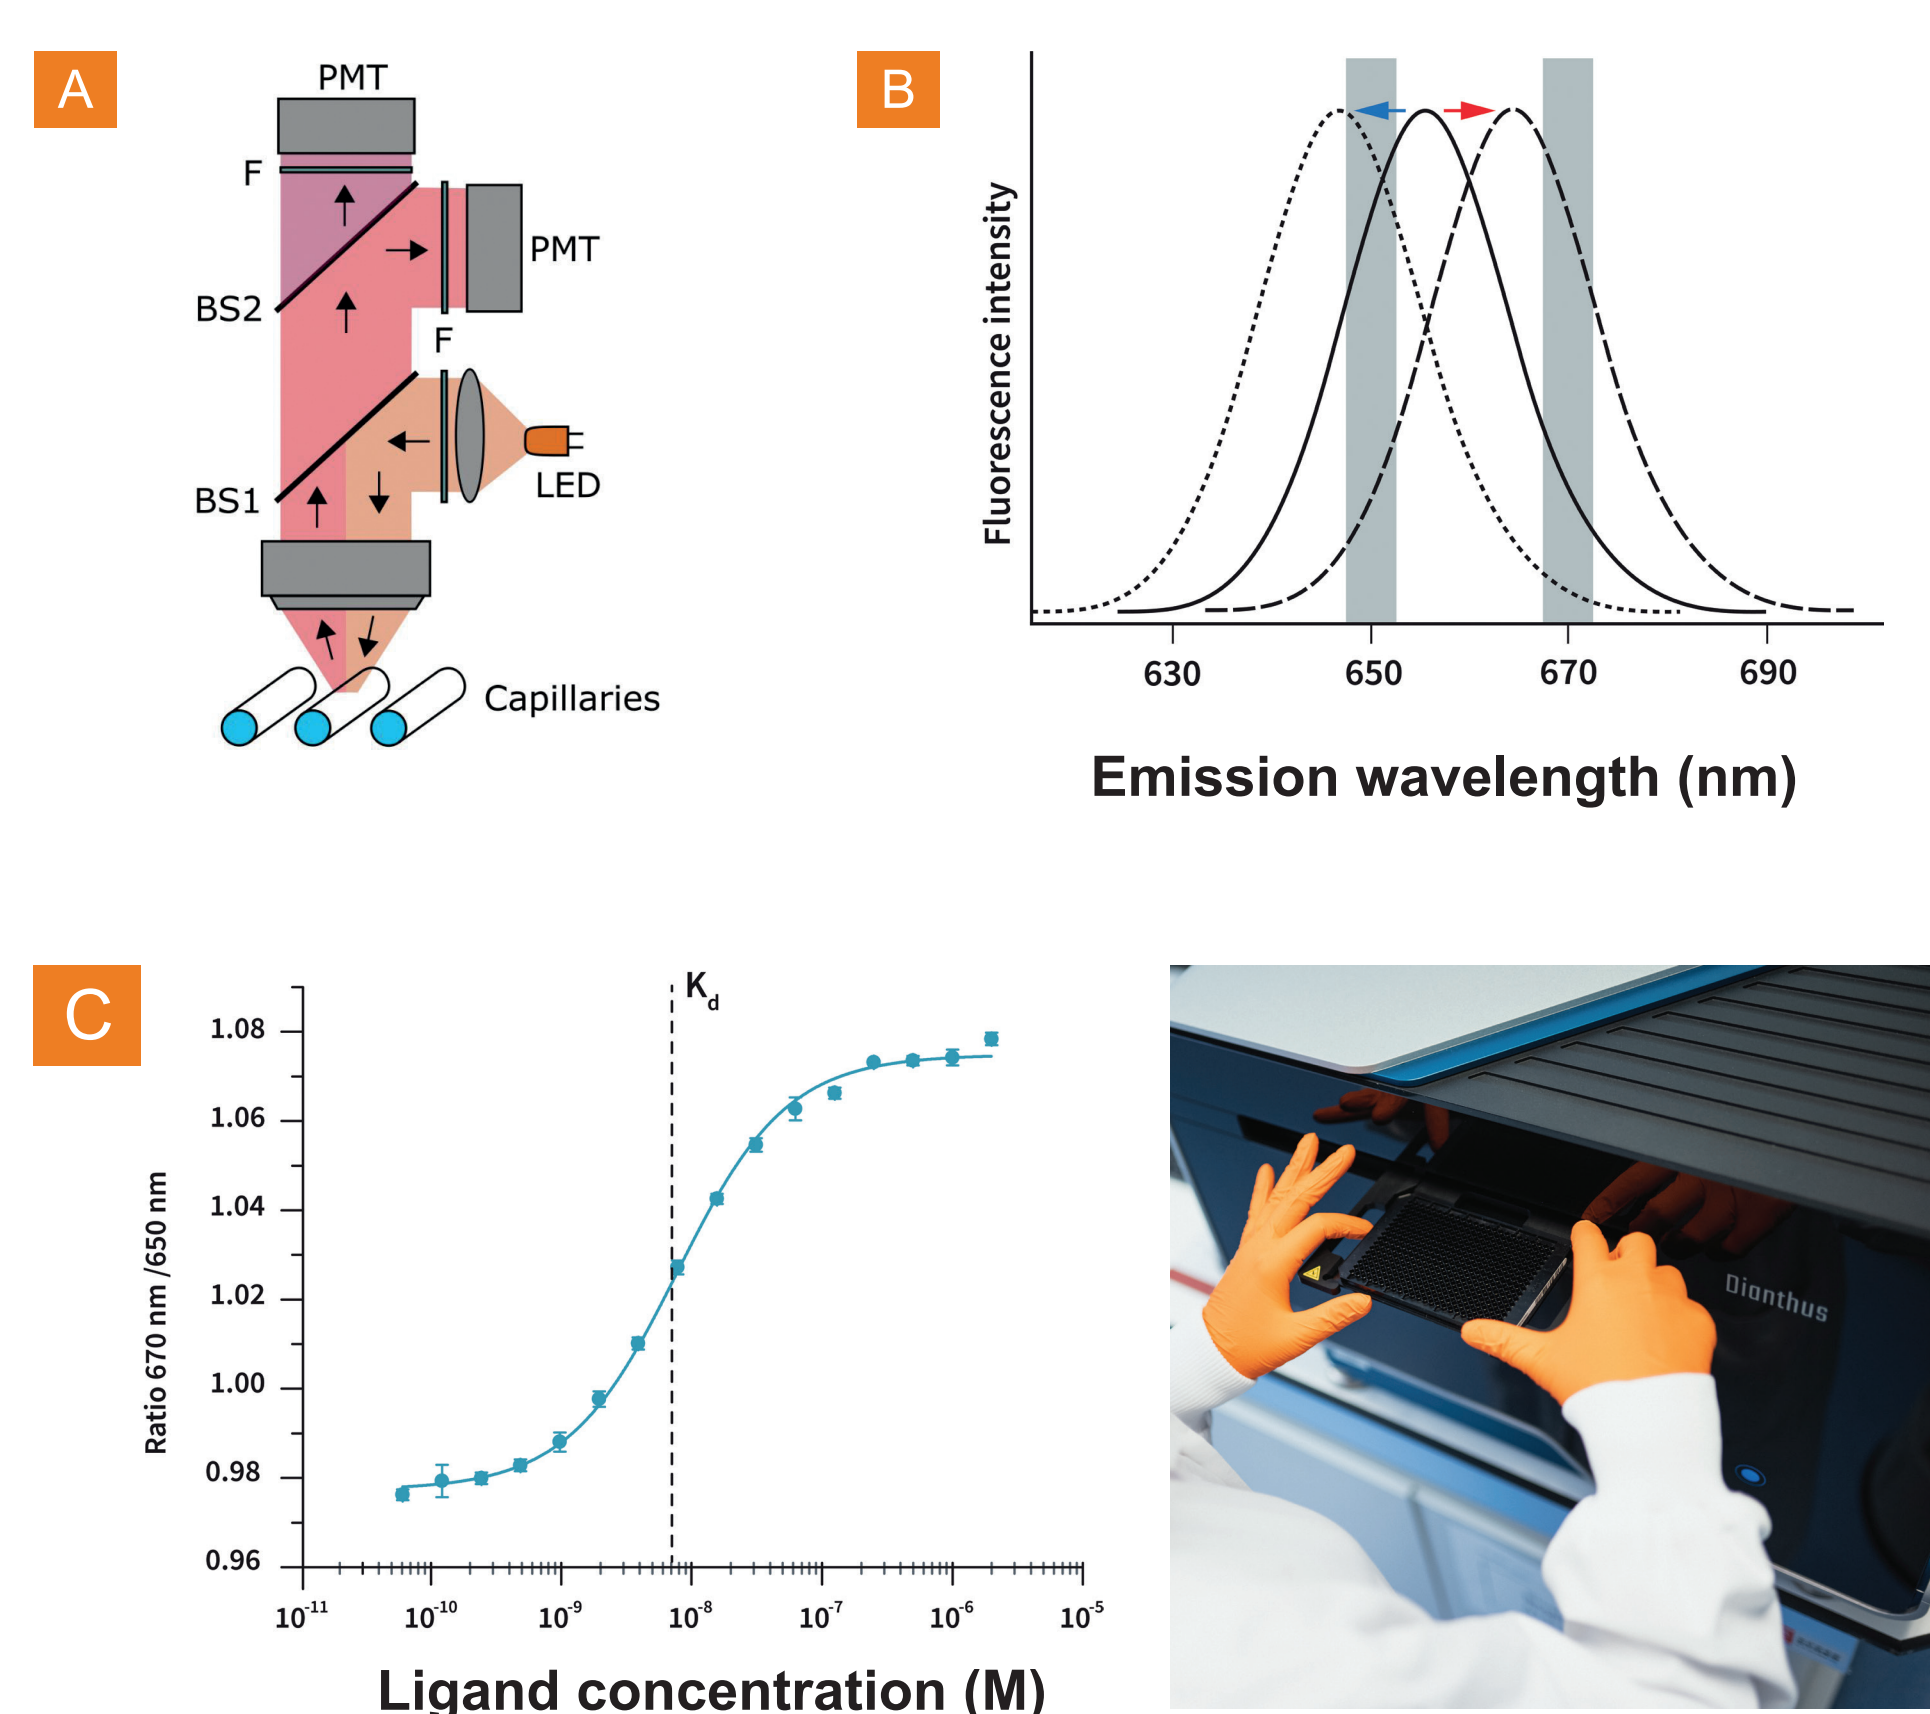 A
PMT
F
PMT
BS2
F
LED
BS1
Capillaries
B
Fluorescence intensity
630 650 670 690
Emission wavelength (nm)
C
K_d
1.08
1.06
1.04
1.02
1.00
0.98
0.96
Ratio 670 nm /650 nm
10⁻¹¹ 10⁻¹⁰ 10⁻⁹ 10⁻⁸ 10⁻⁷ 10⁻⁶ 10⁻⁵
Ligand concentration (M)
Dianthus